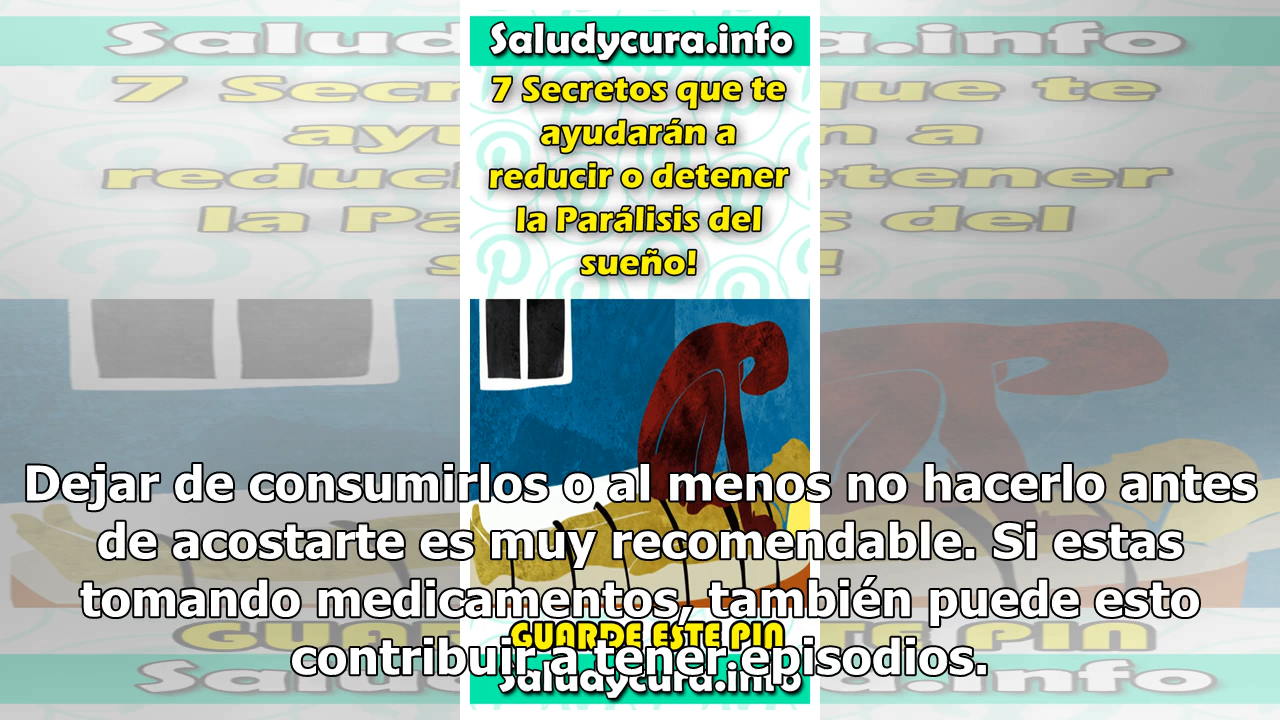 Saludycura.info
7 Secretos que te
ayudarán a
reducir o detener
la Parálisis del
sueño!
Dejar de consumirlos o al menos no hacerlo antes
de acostarte es muy recomendable. Si estas
tomando medicamentos, también puede esto
contribuir a tener episodios.
GUARDE ESTE PIN
Saludycura.info